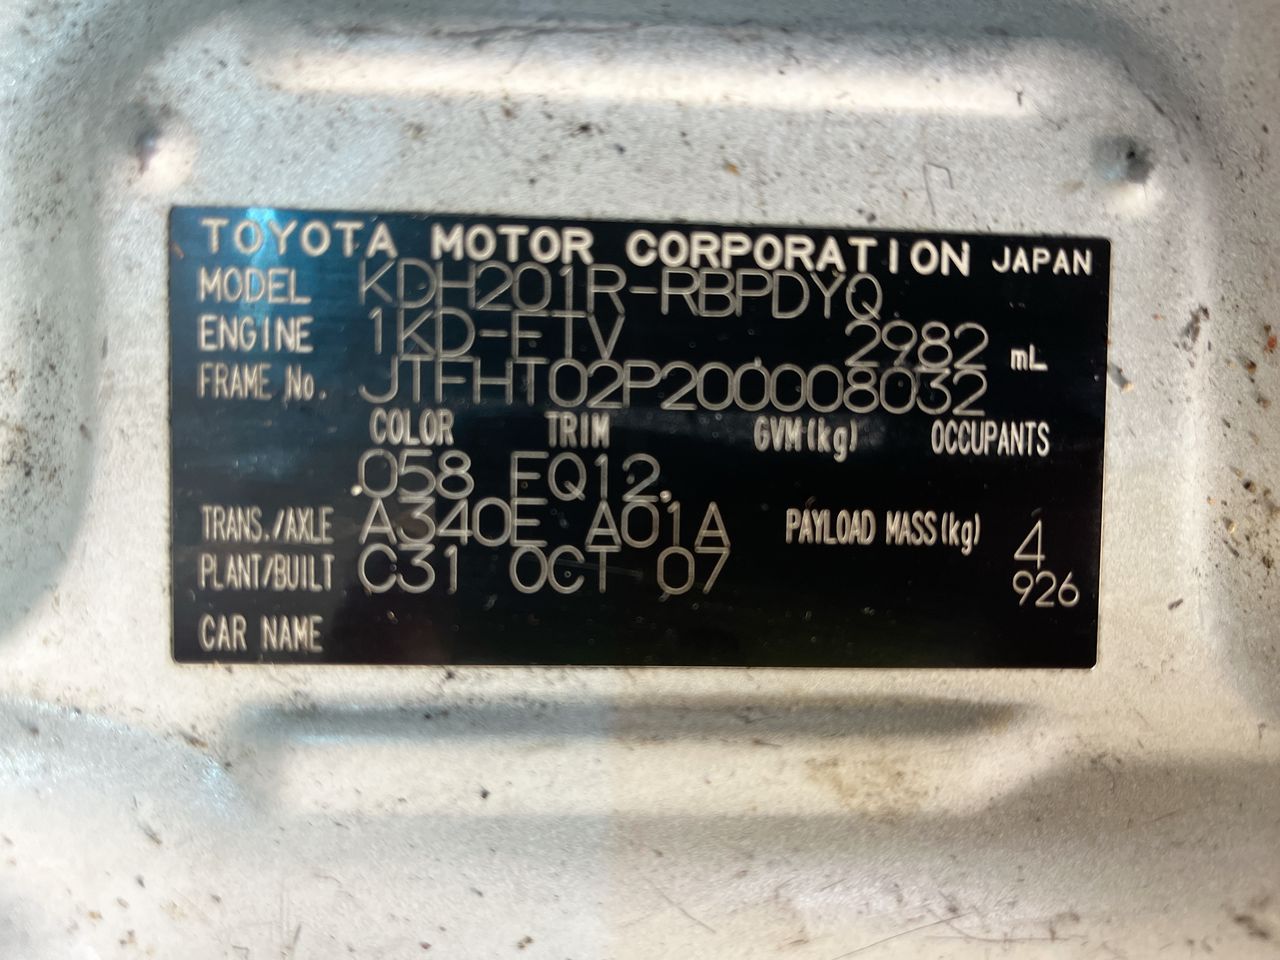 TOYOTA MOTOR CORPORATION JAPAN
MODEL KDH201R-RBPDYQ
ENGINE 1KD-FTV 2982 mL
FRAME No. JTFHT02P200008032
COLOR TRIM GVM(kg) OCCUPANTS
058 EQ12
TRANS./AXLE A340E A01A PAYLOAD MASS(kg) 4
PLANT/BUILT C31 OCT 07 926
CAR NAME